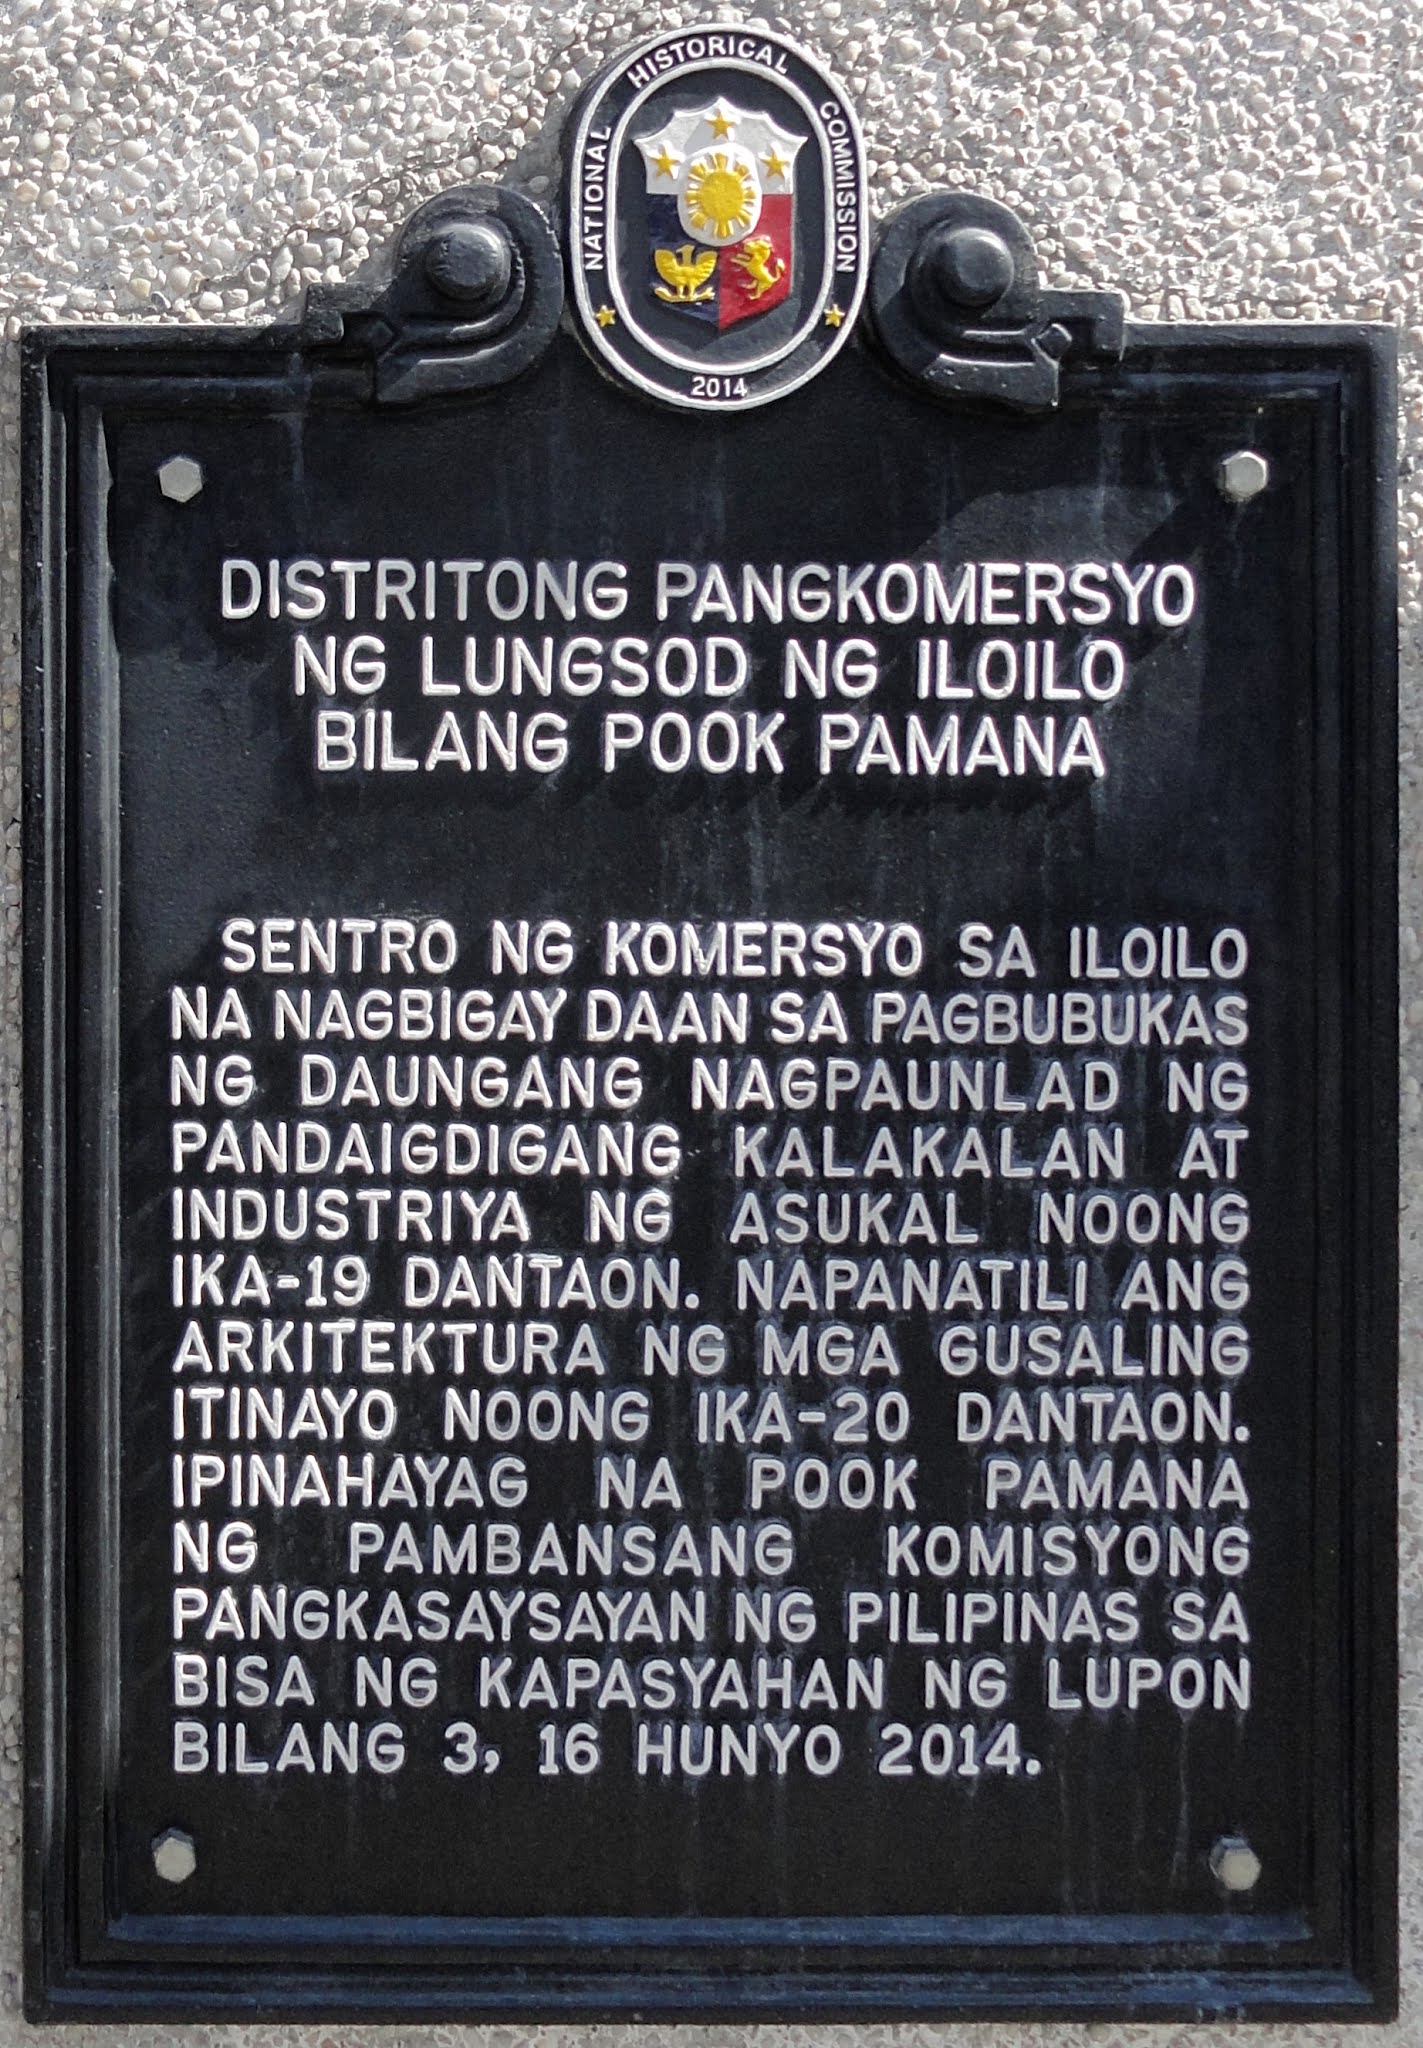 NATIONAL HISTORICAL COMMISSION
2014
DISTRITONG PANGKOMERSYO
NG LUNGSOD NG ILOILO
BILANG POOK PAMANA
SENTRO NG KOMERSYO SA ILOILO
NA NAGBIGAY DAAN SA PAGBUBUKAS
NG DAUNGANG NAGPAUNLAD NG
PANDAIGDIGANG KALAKALAN AT
INDUSTRIYA NG ASUKAL NOONG
IKA-19 DANTAON. NAPANATILI ANG
ARKITEKTURA NG MGA GUSALING
ITINAYO NOONG IKA-20 DANTAON.
IPINAHAYAG NA POOK PAMANA
NG PAMBANSANG KOMISYONG
PANGKASAYSAYAN NG PILIPINAS SA
BISA NG KAPASYAHAN NG LUPON
BILANG 3, 16 HUNYO 2014.